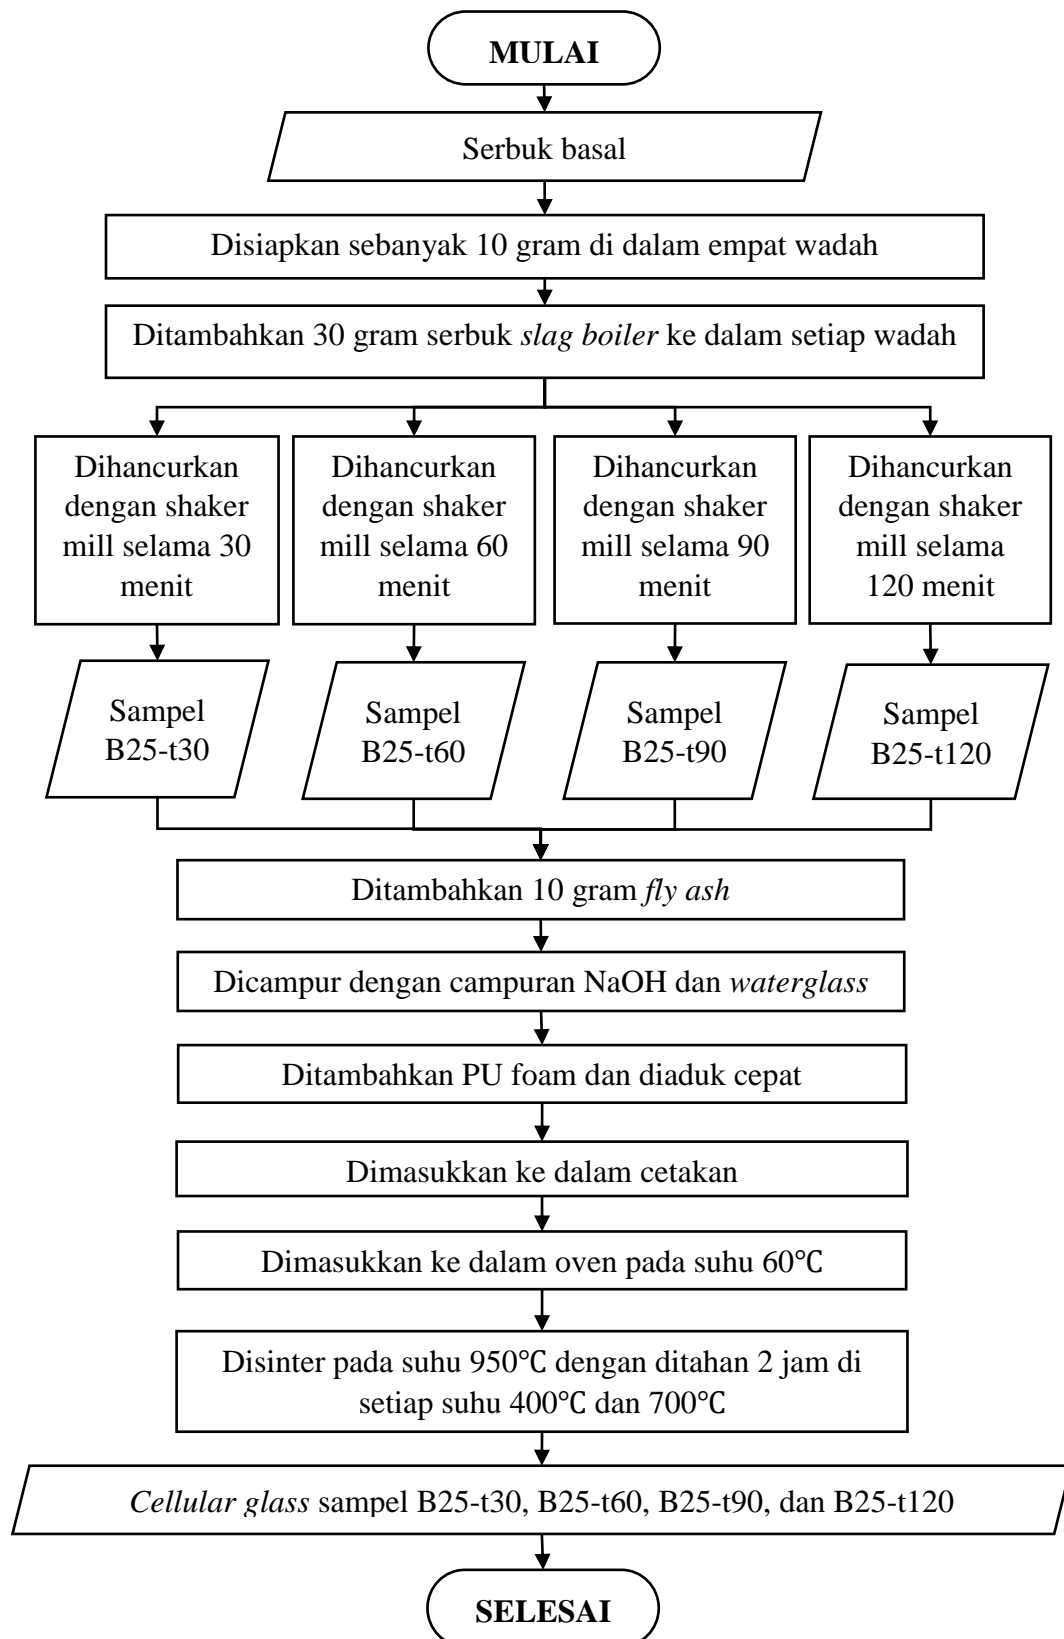 MULAI
Serbuk basal
Disiapkan sebanyak 10 gram di dalam empat wadah
Ditambahkan 30 gram serbuk slag boiler ke dalam setiap wadah
Dihancurkan
dengan shaker
mill selama 30
menit
Dihancurkan
dengan shaker
mill selama 60
menit
Dihancurkan
dengan shaker
mill selama 90
menit
Dihancurkan
dengan shaker
mill selama
120 menit
Sampel
B25-t30
Sampel
B25-t60
Sampel
B25-t90
Sampel
B25-t120
Ditambahkan 10 gram fly ash
Dicampur dengan campuran NaOH dan waterglass
Ditambahkan PU foam dan diaduk cepat
Dimasukkan ke dalam cetakan
Dimasukkan ke dalam oven pada suhu 60℃
Disinter pada suhu 950℃ dengan ditahan 2 jam di
setiap suhu 400℃ dan 700℃
Cellular glass sampel B25-t30, B25-t60, B25-t90, dan B25-t120
SELESAI